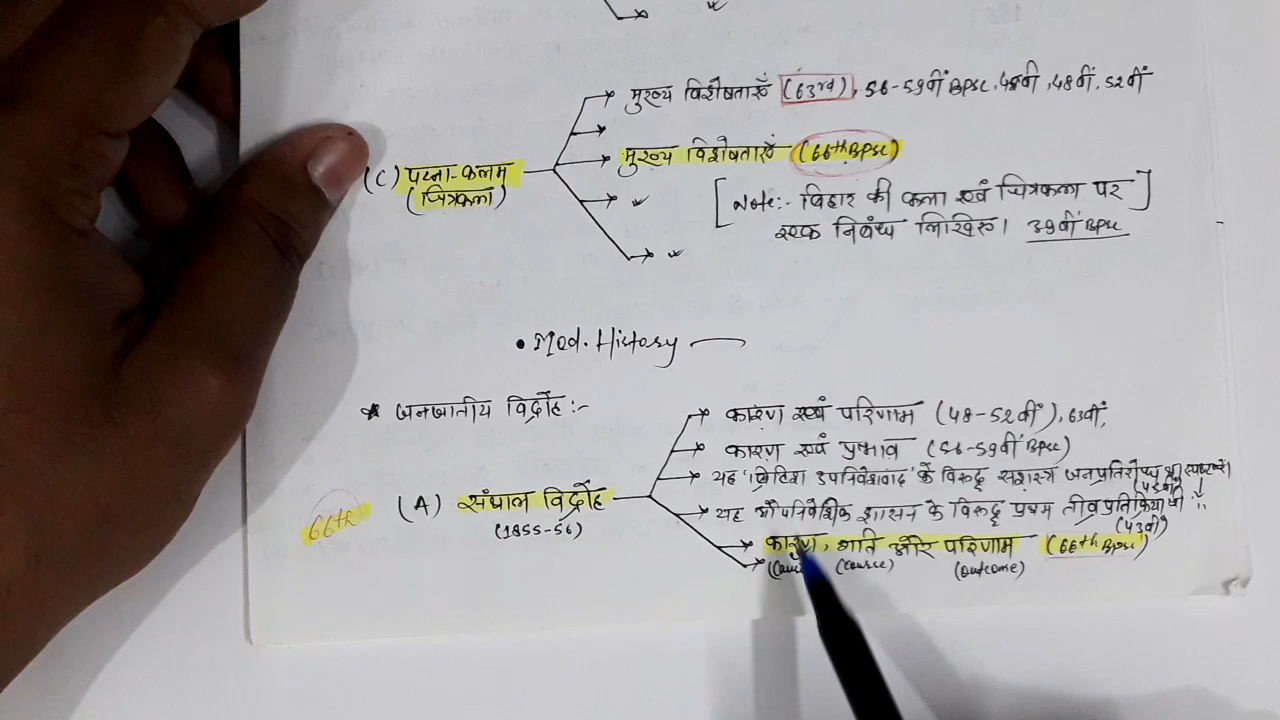 → मुख्य विशेषताएँ (63rd), 56-59वीं BPSC, 45वीं, 48वीं, 52वीं
→
(C) पटना-कलम → मुख्य विशेषताएं (66th BPSC)
(चित्रकला)
[Note:- बिहार की कला एवं चित्रकला पर
एक निबंध लिखिए। 39वीं BPSC]
• Mod. History
* जनजातीय विद्रोह:-
→ कारण एवं परिणाम (48-52वीं), 63वीं,
→ कारण एवं प्रभाव (56-59वीं BPSC)
→ यह 'ब्रिटिश उपनिवेशवाद' के विरूद्ध सशस्त्र जनप्रतिरोध
(A) संथाल विद्रोह
(1855-56)
66th
→ यह औपनिवेशिक शासन के विरूद्ध प्रथम तीव्र प्रतिक्रिया थी
(43वीं)
→ कारण, गति और परिणाम (66th BPSC)
(course) (outcome)